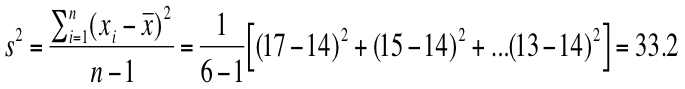 s² = ∑ⁿᵢ₌₁(xᵢ − x̅)² / n − 1 = 1 / 6 − 1 [(17 − 14)² + (15 − 14)² + ...(13 − 14)²] = 33.2